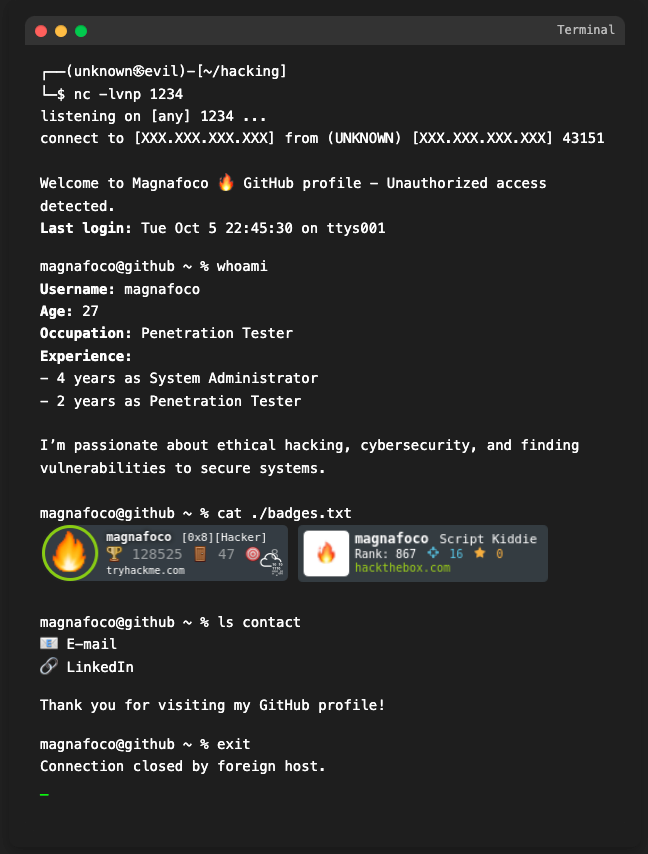 Terminal
┌──(unknown㉿evil)-[~/hacking]
└─$ nc -lvnp 1234
listening on [any] 1234 ...
connect to [XXX.XXX.XXX.XXX] from (UNKNOWN) [XXX.XXX.XXX.XXX] 43151
Welcome to Magnafoco 🔥 GitHub profile - Unauthorized access
detected.
Last login: Tue Oct 5 22:45:30 on ttys001
magnafoco@github ~ % whoami
Username: magnafoco
Age: 27
Occupation: Penetration Tester
Experience:
- 4 years as System Administrator
- 2 years as Penetration Tester
I’m passionate about ethical hacking, cybersecurity, and finding
vulnerabilities to secure systems.
magnafoco@github ~ % cat ./badges.txt
magnafoco [0x8][Hacker]
128525 47
tryhackme.com
magnafoco Script Kiddie
Rank: 867 16 0
hackthebox.com
magnafoco@github ~ % ls contact
📧 E-mail
🔗 LinkedIn
Thank you for visiting my GitHub profile!
magnafoco@github ~ % exit
Connection closed by foreign host.
_